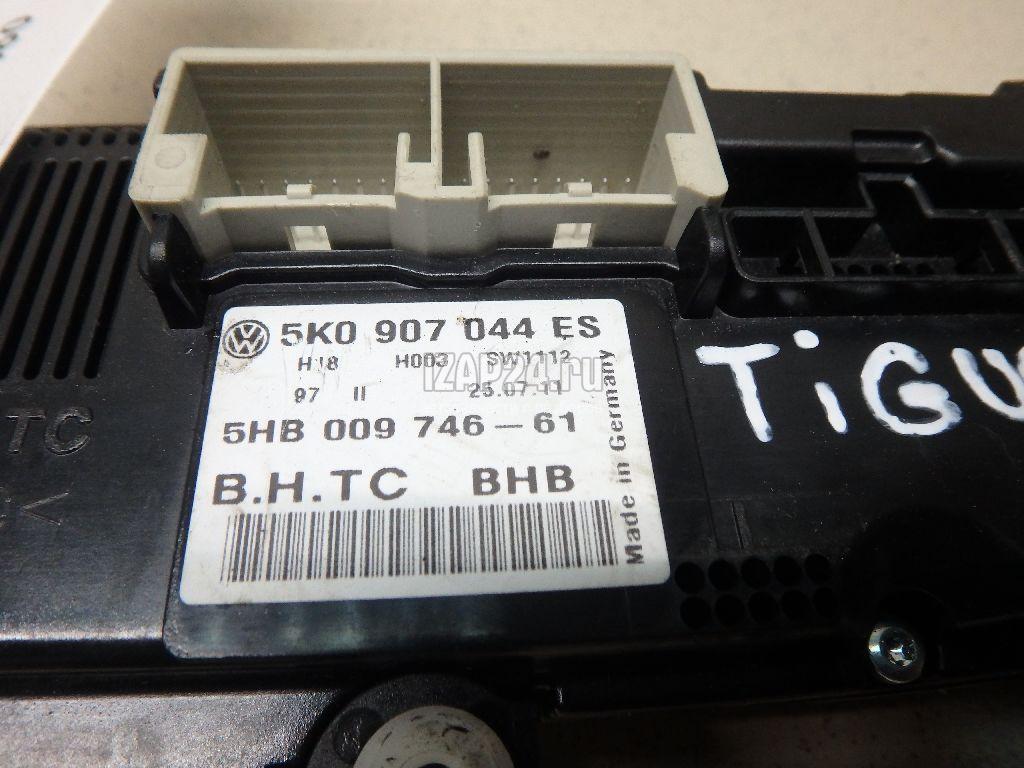 5K0 907 044 ES
H18 H003 SW1112
97 II 25.07.11
5HB 009 746-61
B.H.TC BHB
Made in Germany
IZAP24.ru
TiGU
TC